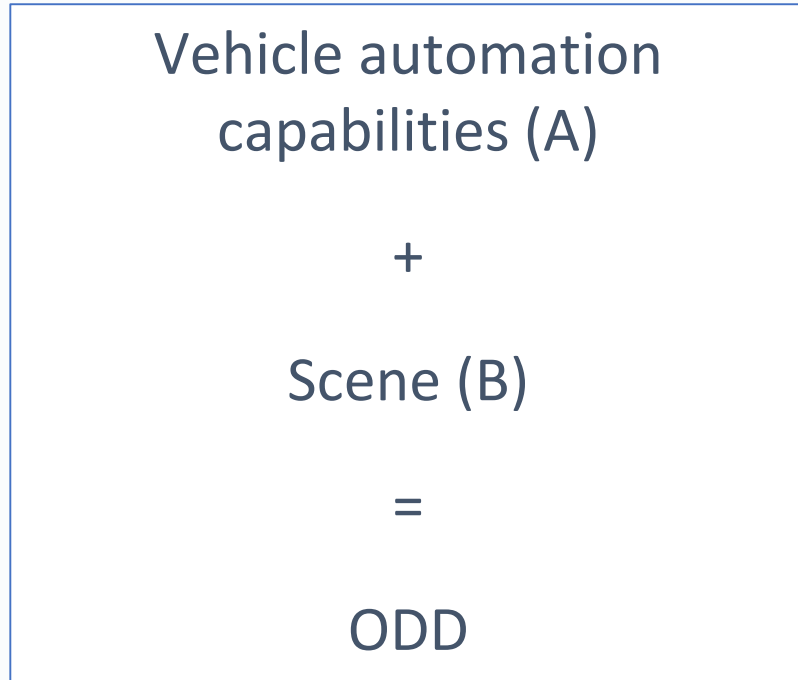 Vehicle automation
capabilities (A)
+
Scene (B)
=
ODD